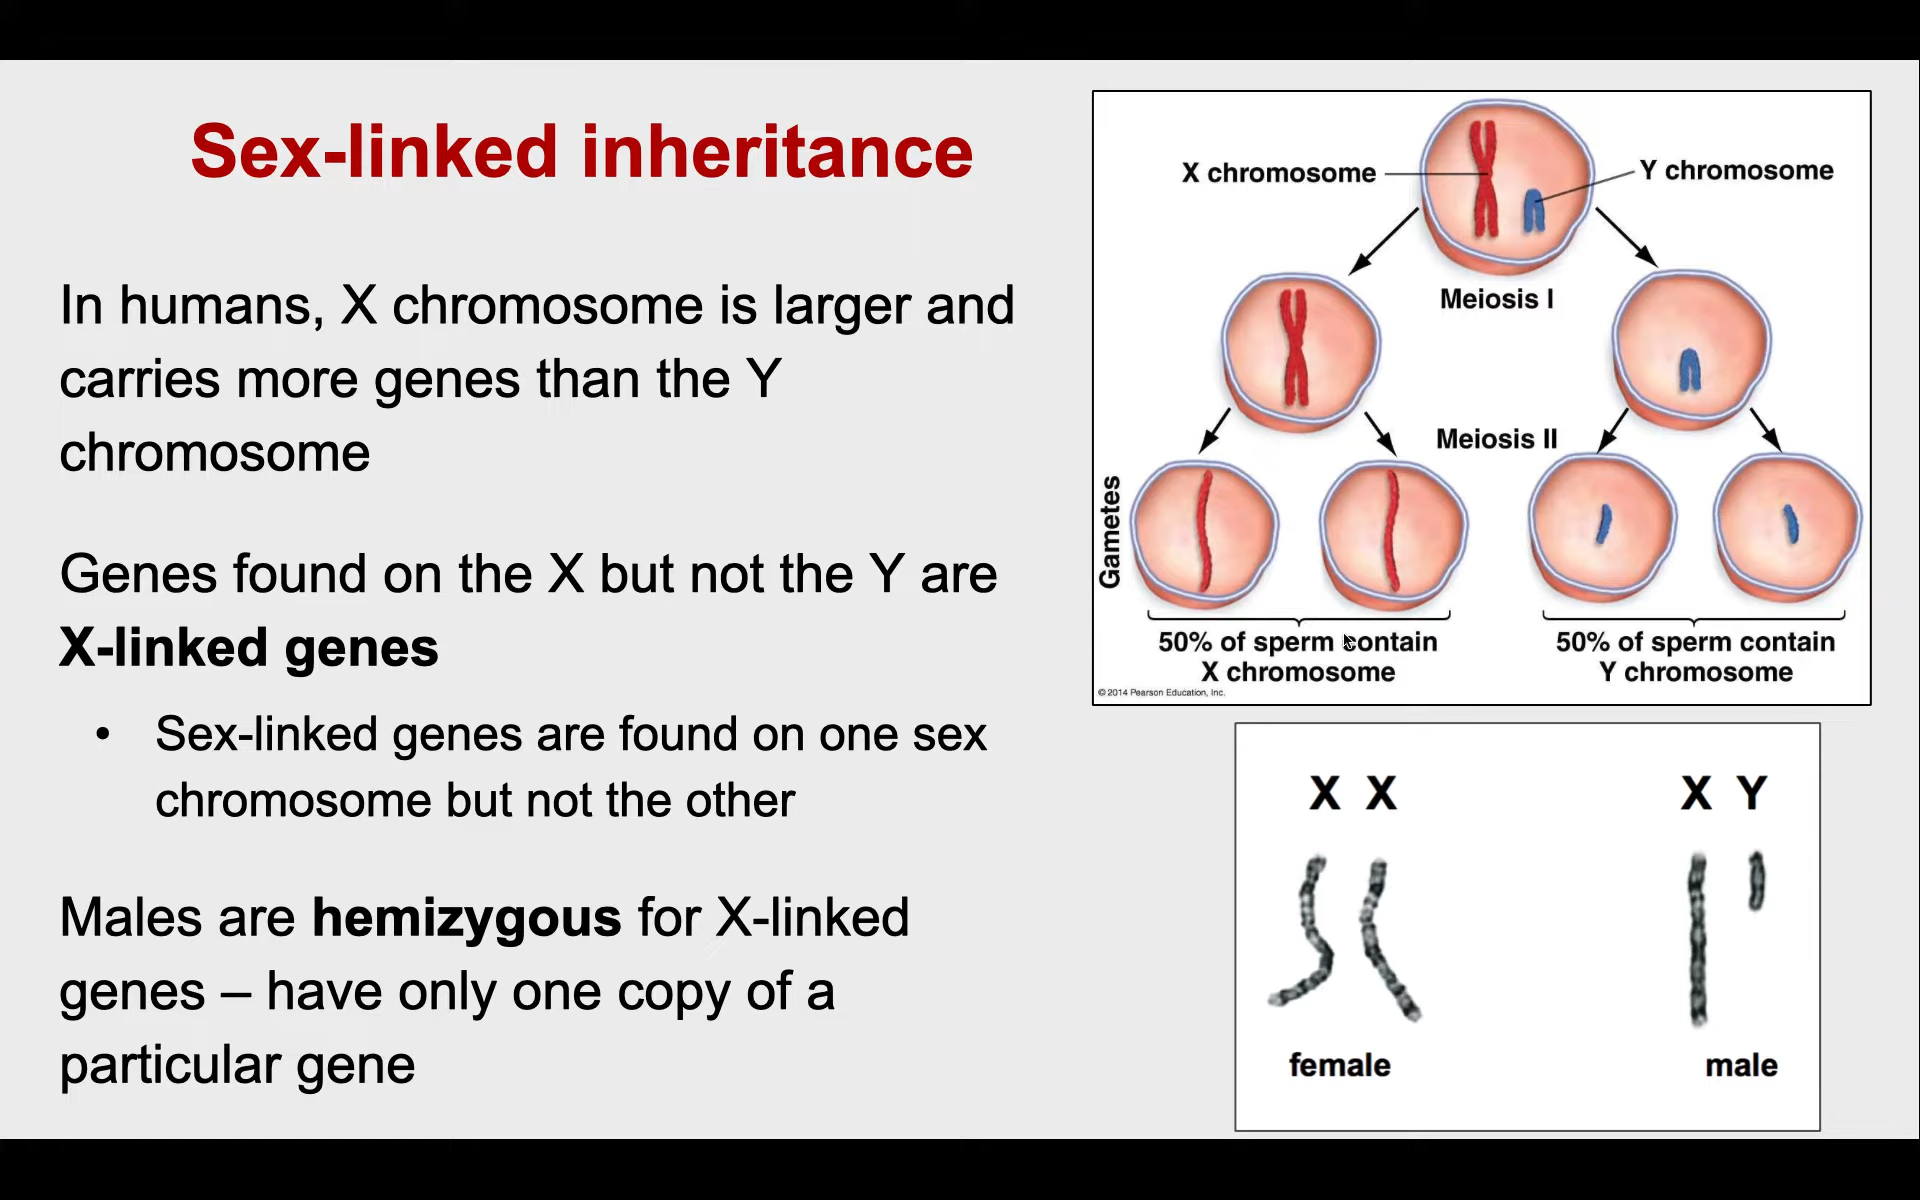 Sex-linked inheritance
In humans, X chromosome is larger and
carries more genes than the Y
chromosome
Genes found on the X but not the Y are
X-linked genes
• Sex-linked genes are found on one sex
chromosome but not the other
Males are hemizygous for X-linked
genes – have only one copy of a
particular gene
X chromosome
Y chromosome
Meiosis I
Meiosis II
Gametes
50% of sperm contain
X chromosome
50% of sperm contain
Y chromosome
© 2014 Pearson Education, Inc.
X X
X Y
female
male